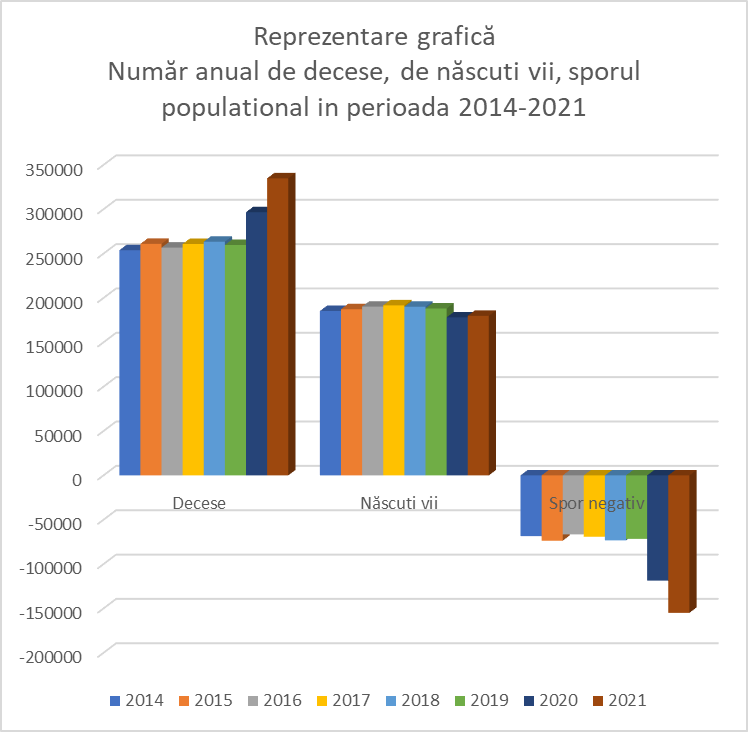 Reprezentare grafică
Număr anual de decese, de născuti vii, sporul
populational in perioada 2014-2021
350000
300000
250000
200000
150000
100000
50000
0
-50000
-100000
-150000
-200000
Decese
Născuti vii
Spor negativ
2014 2015 2016 2017 2018 2019 2020 2021